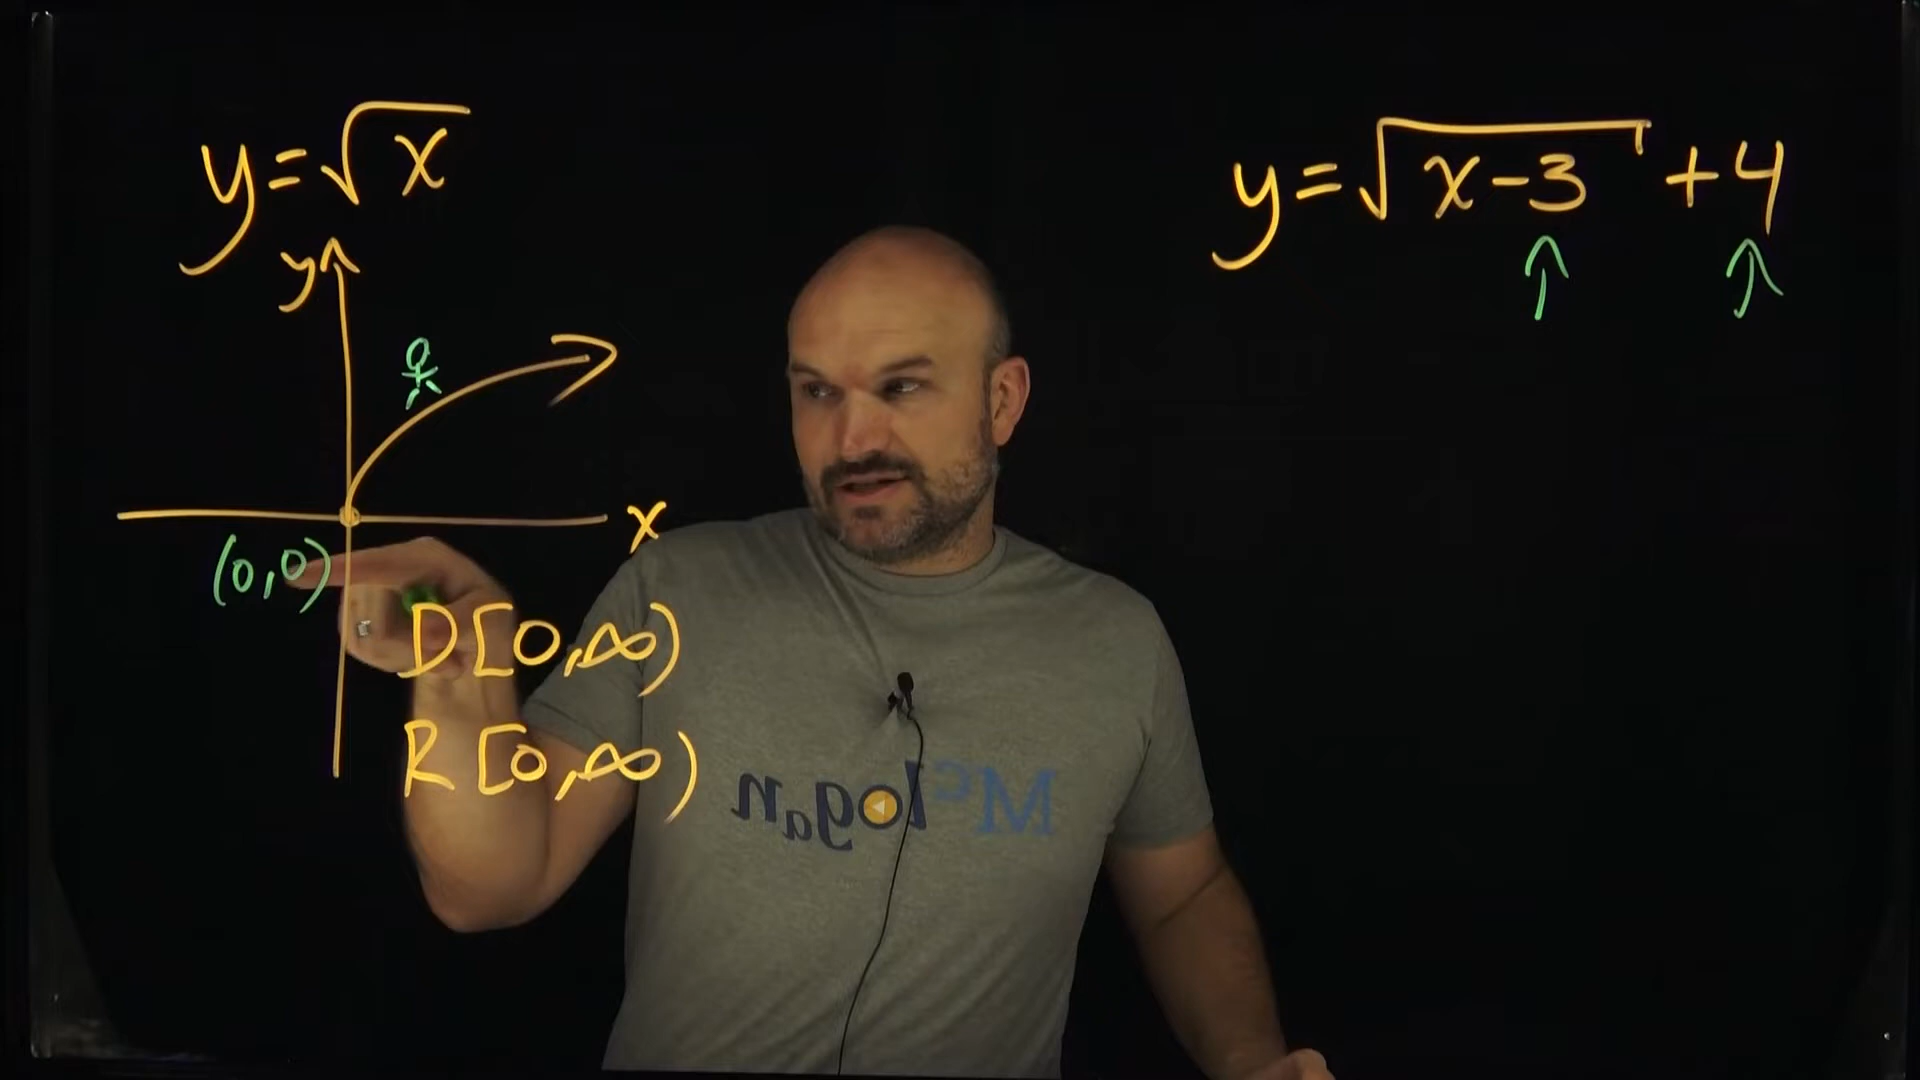 y=√x
y
x
(0,0)
D[0,∞)
R[0,∞)
y=√x-3 +4
Mclogan